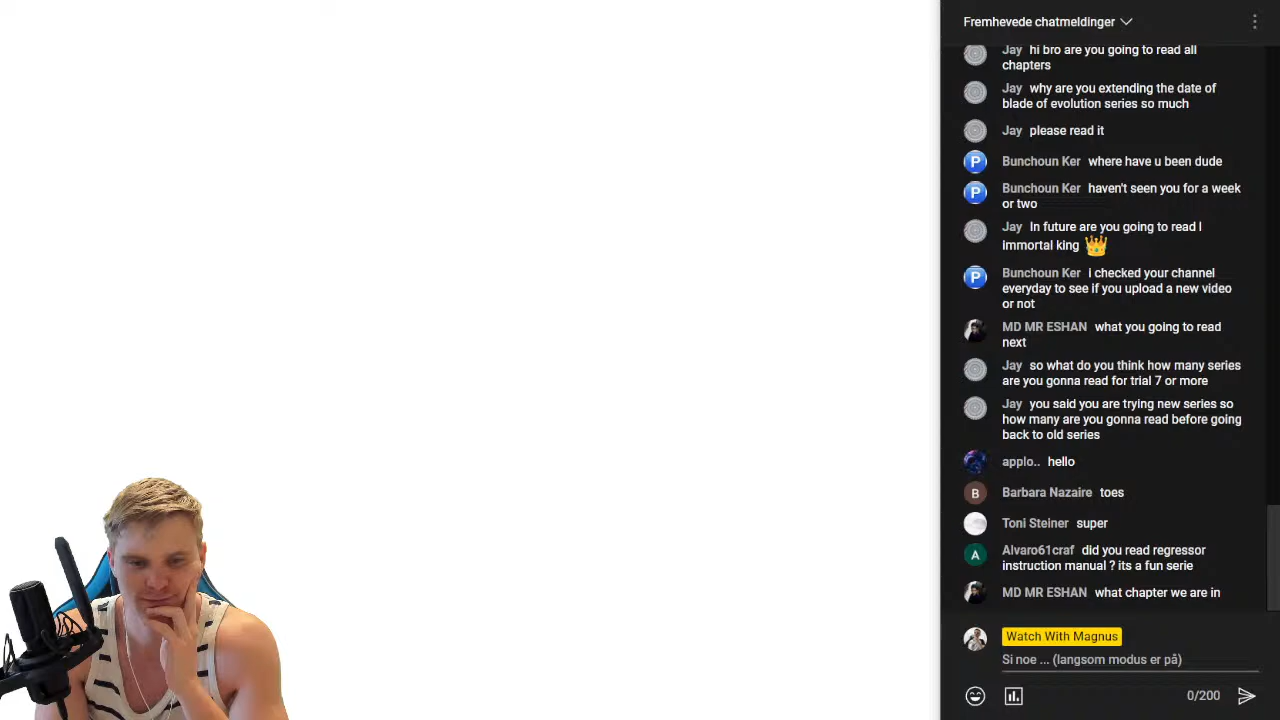 Fremhevede chatmeldinger
Jay hi bro are you going to read all
chapters
Jay why are you extending the date of
blade of evolution series so much
Jay please read it
P Bunchoun Ker where have u been dude
P Bunchoun Ker haven't seen you for a week
or two
Jay In future are you going to read I
immortal king 👑
P Bunchoun Ker i checked your channel
everyday to see if you upload a new video
or not
MD MR ESHAN what you going to read
next
Jay so what do you think how many series
are you gonna read for trial 7 or more
Jay you said you are trying new series so
how many are you gonna read before going
back to old series
applo.. hello
B Barbara Nazaire toes
Toni Steiner super
A Alvaro61craf did you read regressor
instruction manual ? its a fun serie
MD MR ESHAN what chapter we are in
Watch With Magnus
Si noe ... (langsom modus er på)
0/200